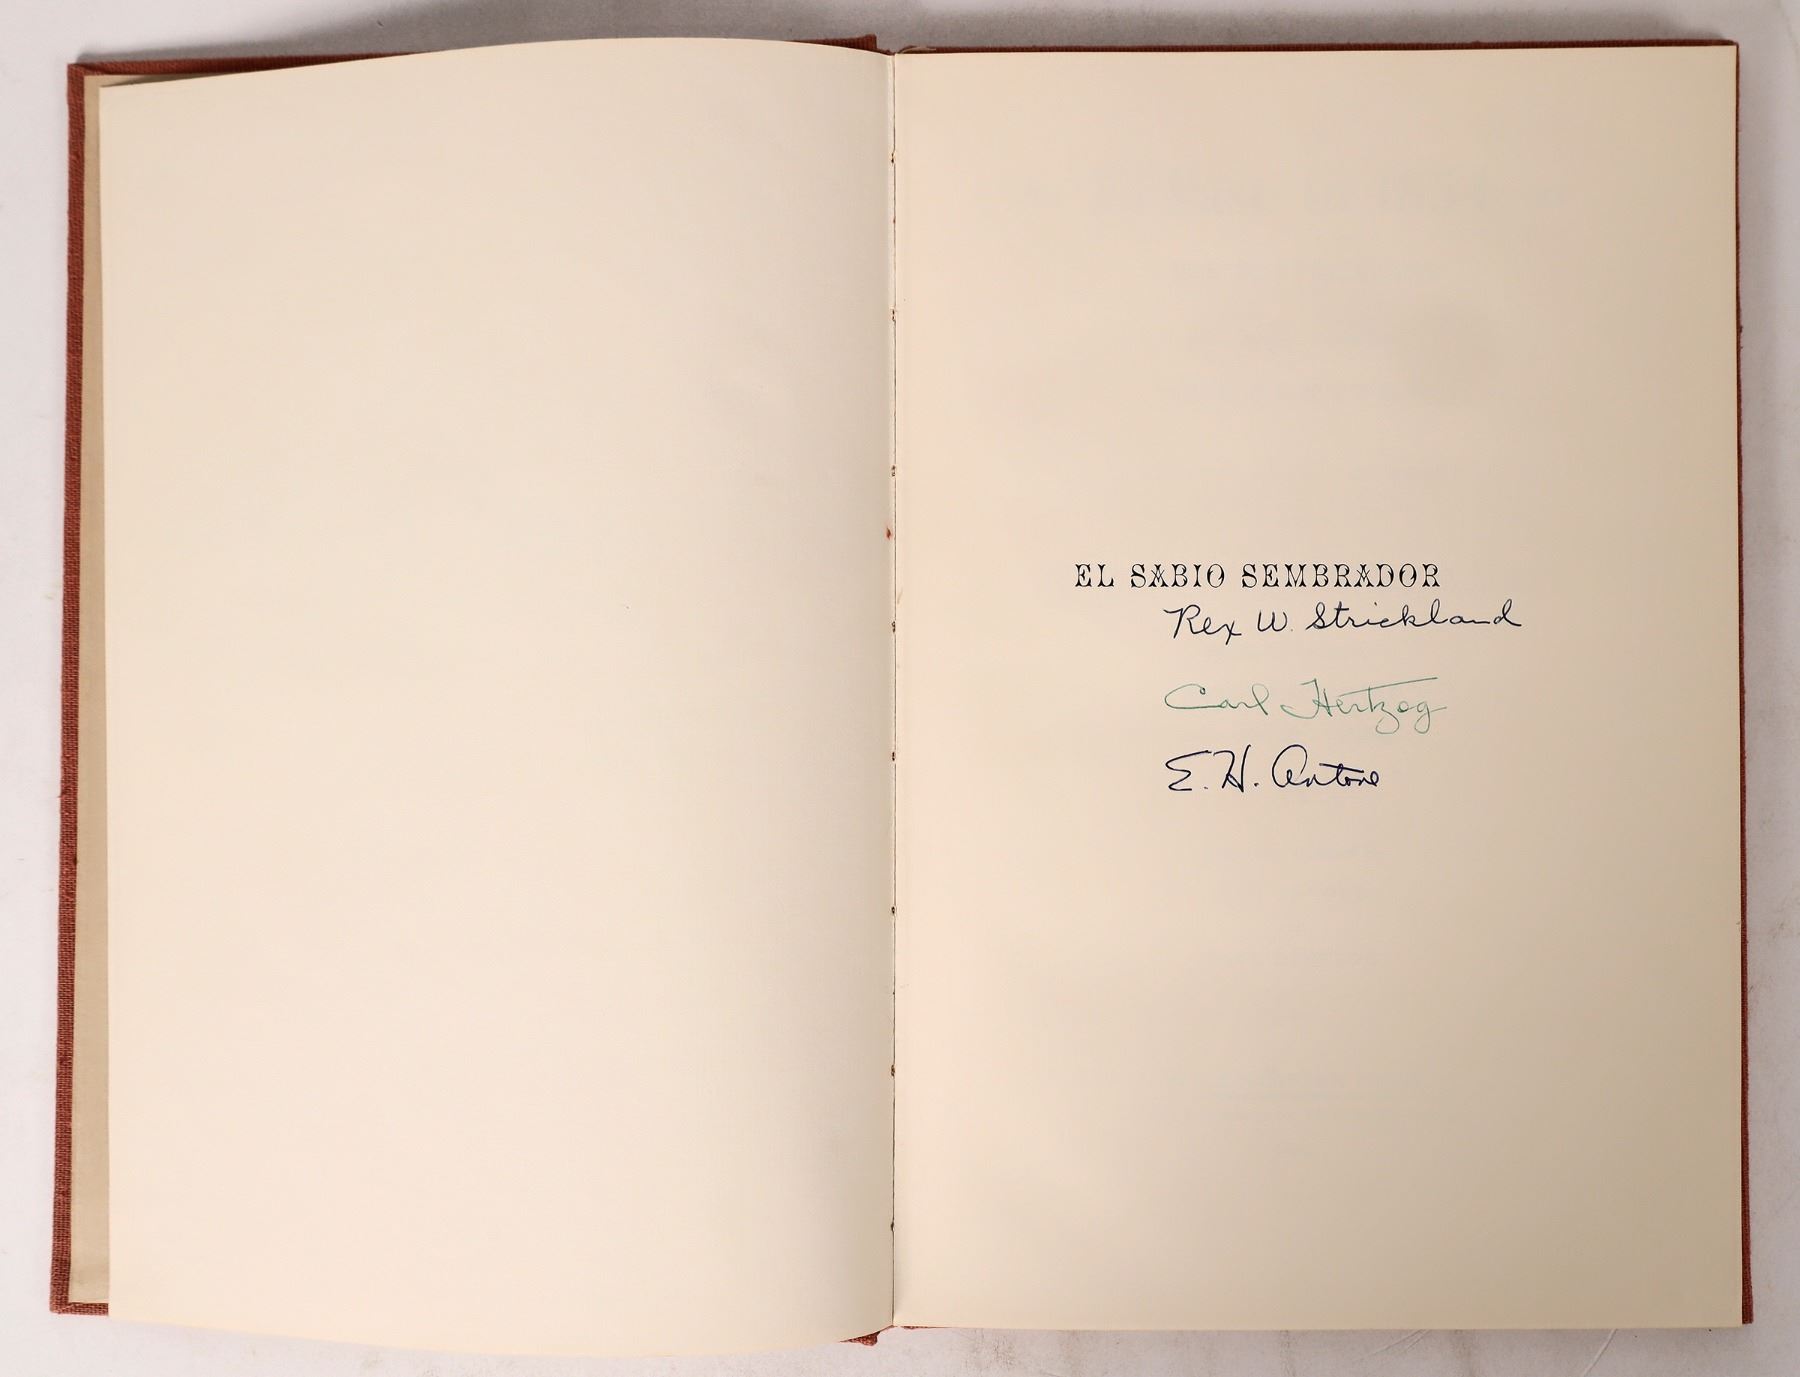 EL SABIO SEMBRADOR
Rex W. Strickland
Carl Hertzog
E. H. Antone